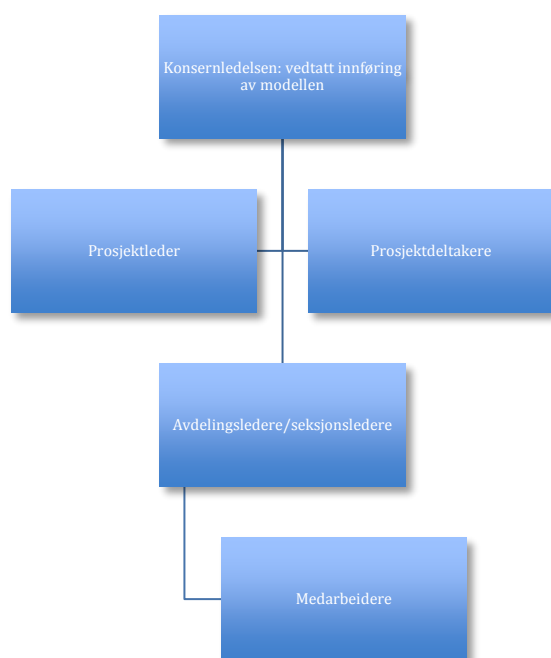 Konsernledelsen: vedtatt innføring
av modellen
Prosjektleder
Prosjektdeltakere
Avdelingsledere/seksjonsledere
Medarbeidere